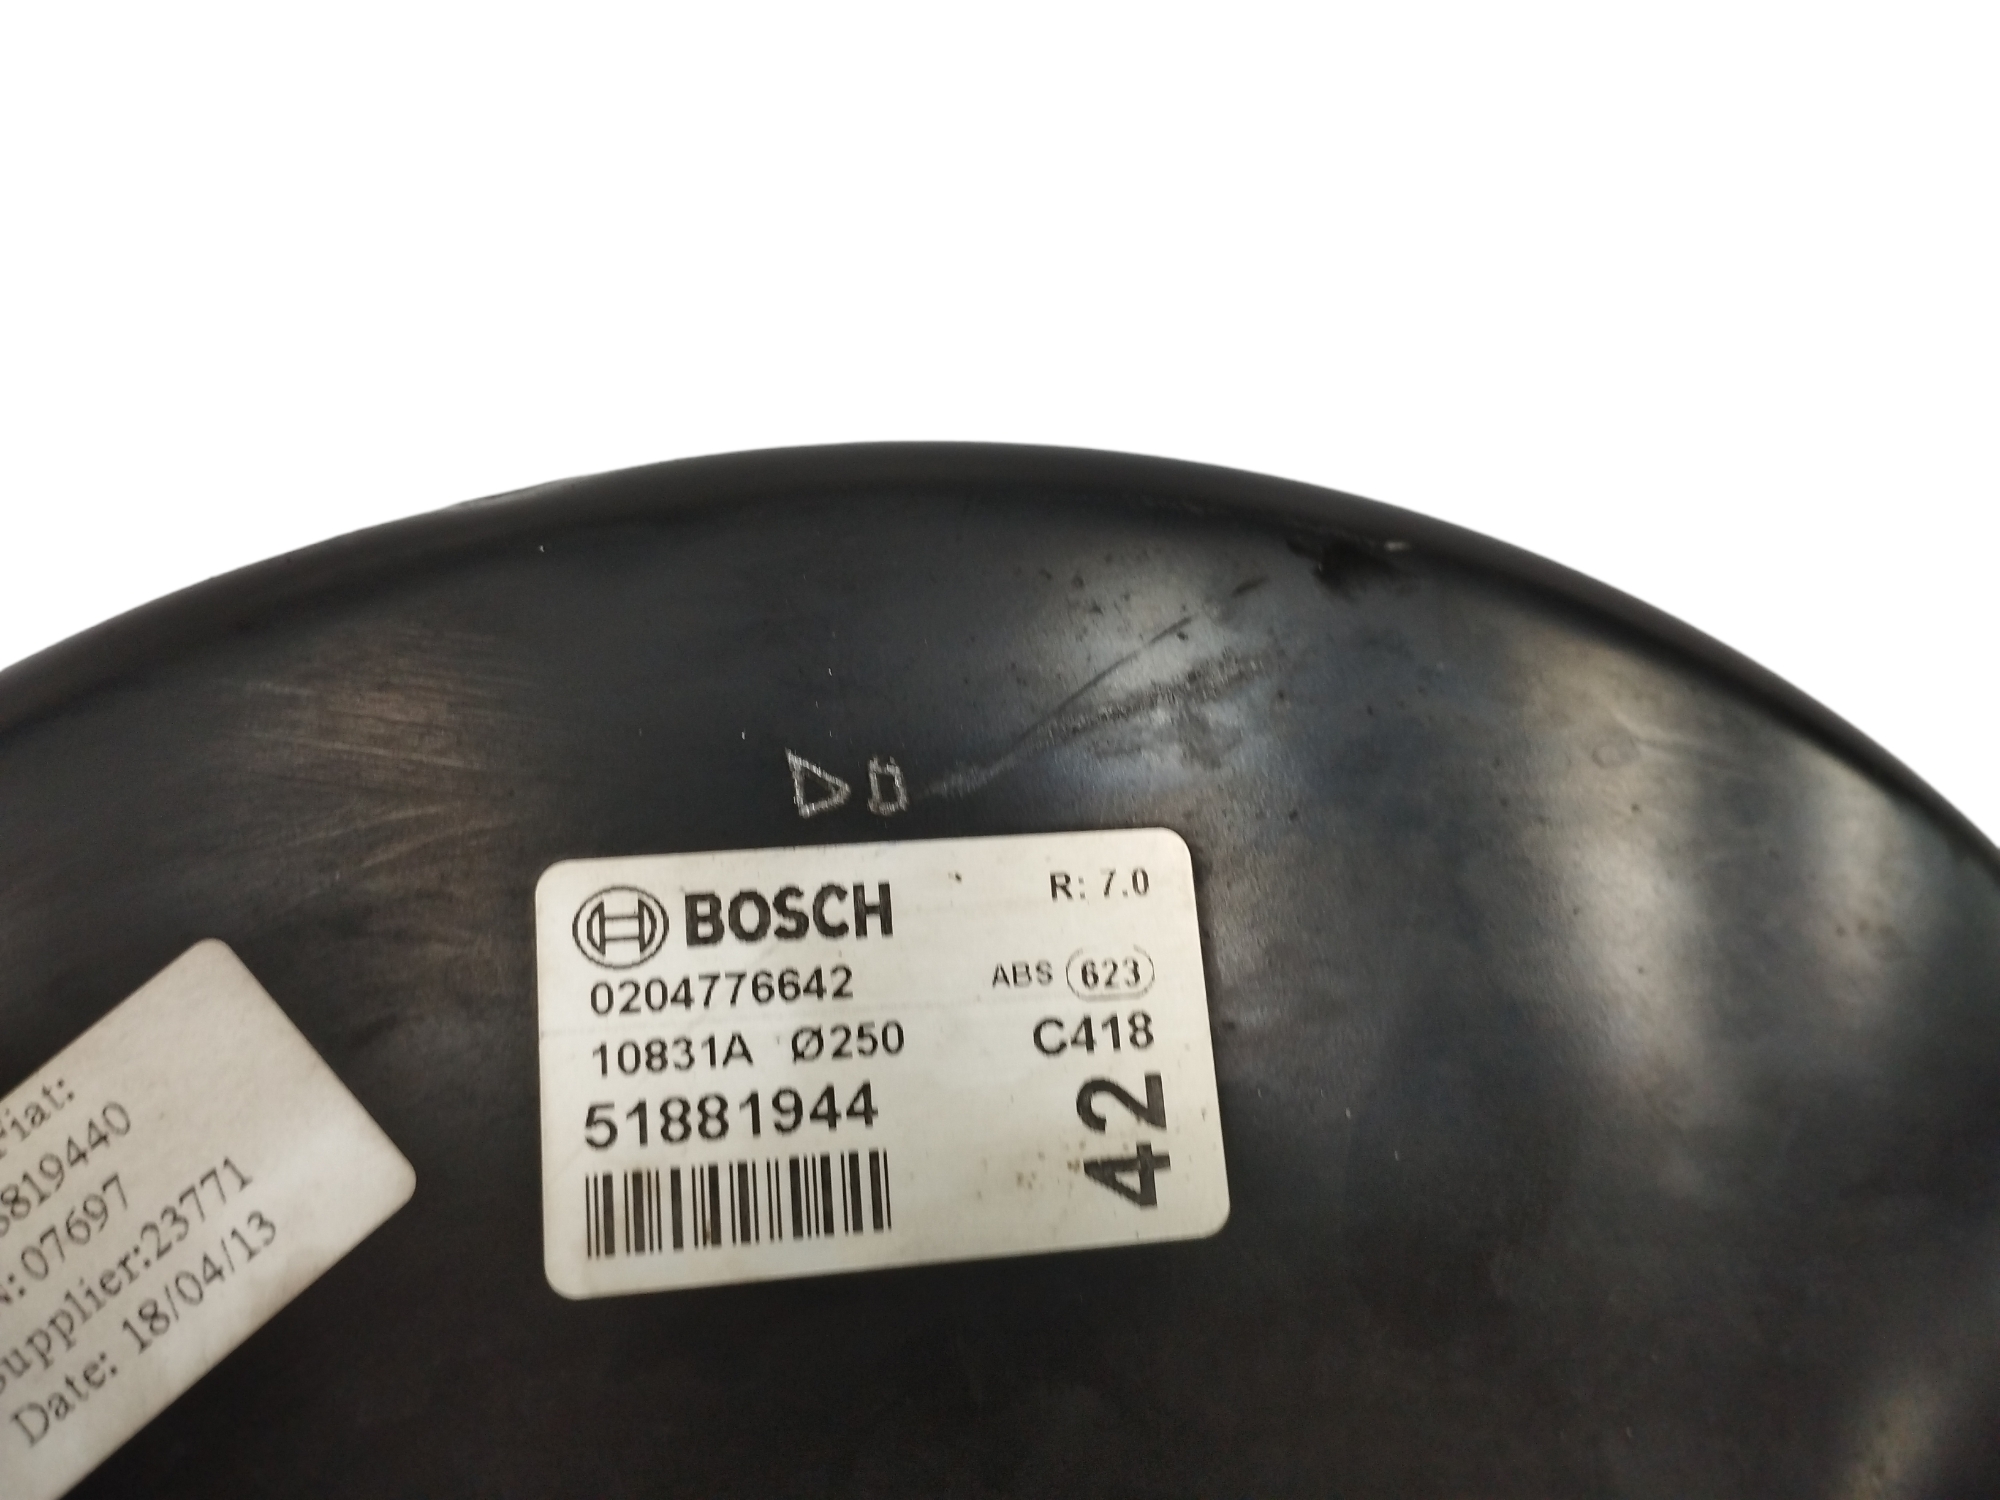 BOSCH R: 7.0
0204776642 ABS 623
10831A Ø250 C418
51881944
42
Fiat:
819440
:07697
Supplier:23771
Date: 18/04/13